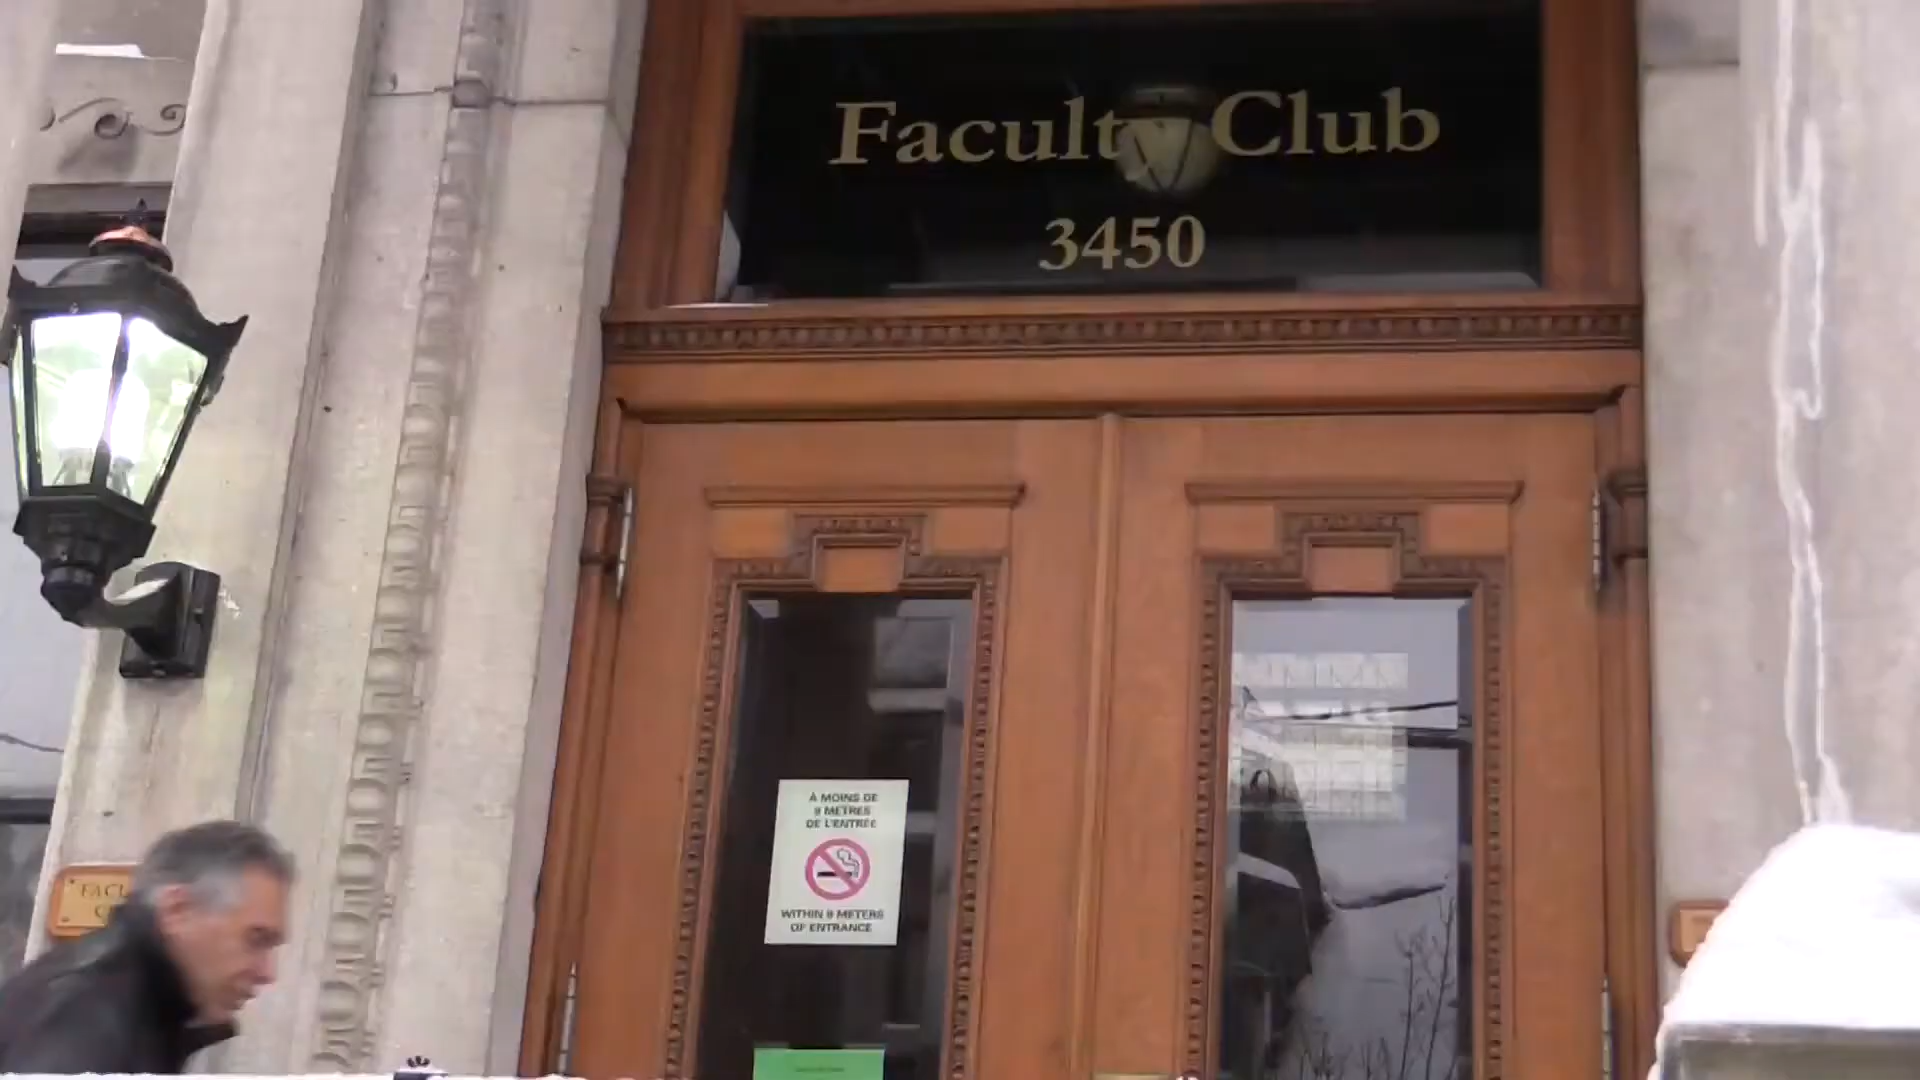 Faculty Club
3450
À MOINS DE
9 MÈTRES
DE L'ENTRÉE
WITHIN 9 METERS
OF ENTRANCE